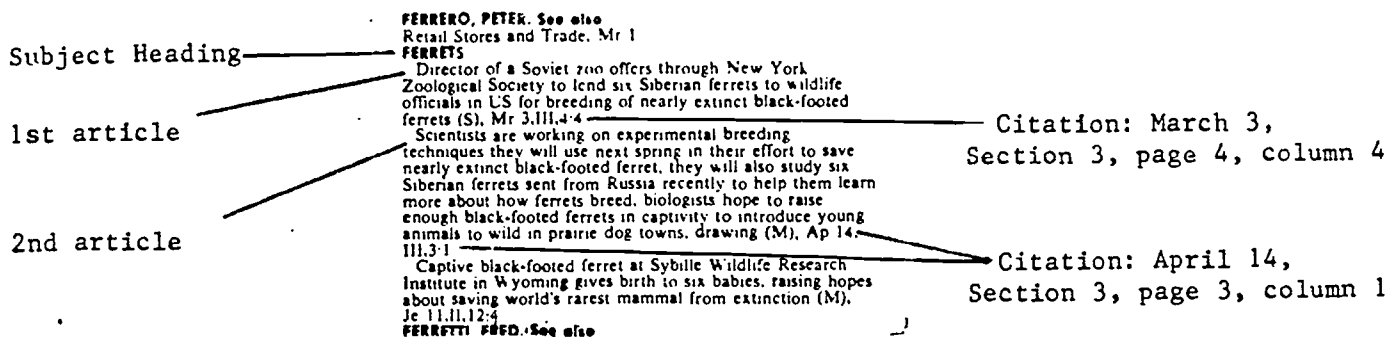 FERRERO, PETER. See also
Retail Stores and Trade, Mr 1
Subject Heading
FERRETS
Director of a Soviet zoo offers through New York
Zoological Society to lend six Siberian ferrets to wildlife
officials in US for breeding of nearly extinct black-footed
ferrets (S), Mr 3,III,4:4
1st article
Citation: March 3,
Section 3, page 4, column 4
Scientists are working on experimental breeding
techniques they will use next spring in their effort to save
nearly extinct black-footed ferret, they will also study six
Siberian ferrets sent from Russia recently to help them learn
more about how ferrets breed, biologists hope to raise
enough black-footed ferrets in captivity to introduce young
animals to wild in prairie dog towns, drawing (M), Ap 14,
III,3:1
2nd article
Citation: April 14,
Section 3, page 3, column 1
Captive black-footed ferret at Sybille Wildlife Research
Institute in Wyoming gives birth to six babies, raising hopes
about saving world's rarest mammal from extinction (M),
Je 11,II,12:4
FERRETTI FRED. See also